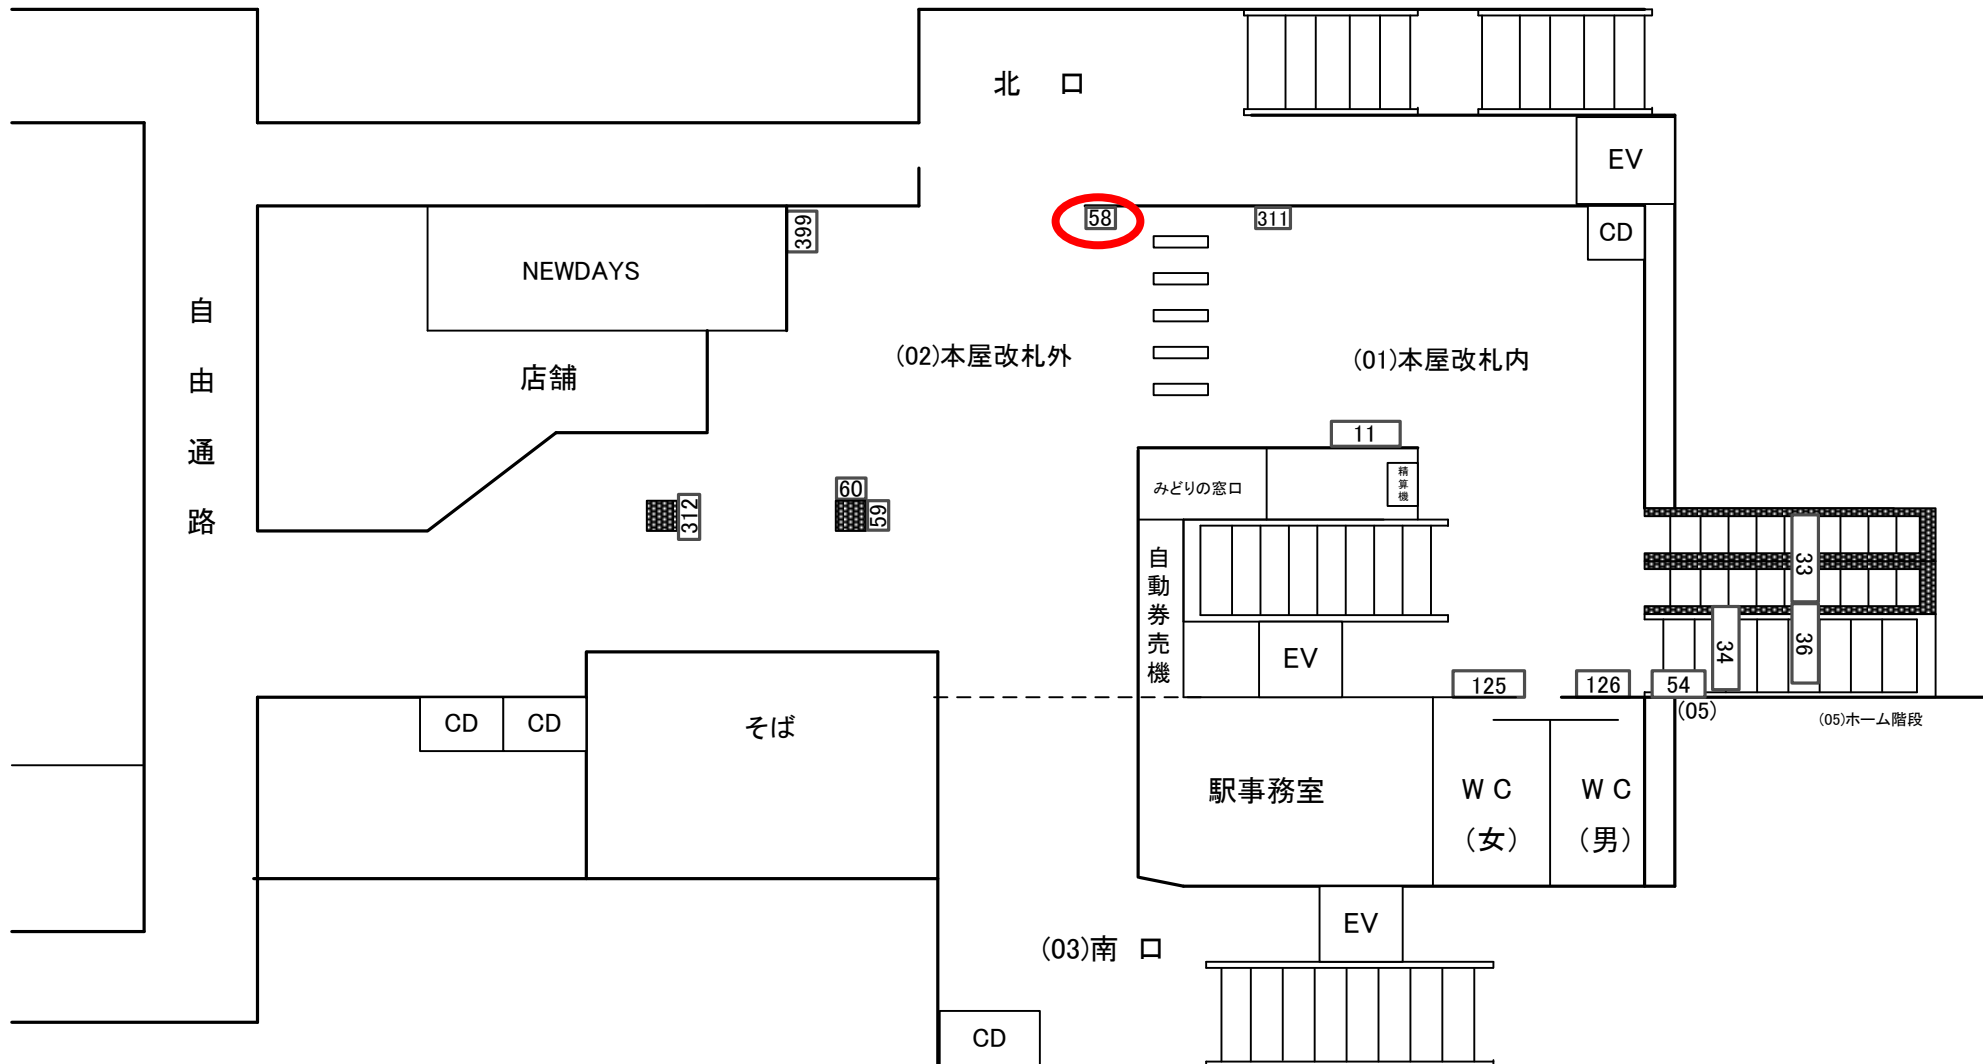 北 口
EV
58
311
399
CD
NEWDAYS
自由通路
(02)本屋改札外
(01)本屋改札内
店舗
11
みどりの窓口
精算機
60
59
312
自動券売機
33
34
36
EV
125
126
54
(05)
(05)ホーム階段
CD
CD
そば
駅事務室
WC
(女)
WC
(男)
EV
(03)南 口
CD